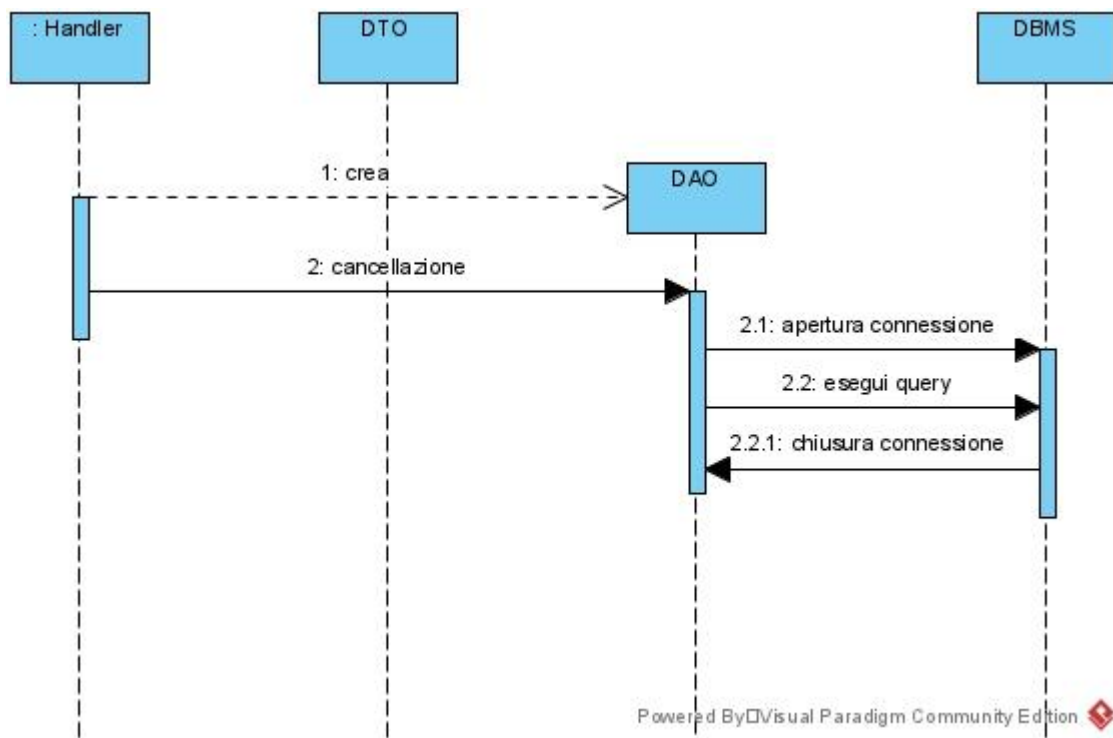 : Handler
DTO
DBMS
1: crea
DAO
2: cancellazione
2.1: apertura connessione
2.2: esegui query
2.2.1: chiusura connessione
Powered By□Visual Paradigm Community Edition